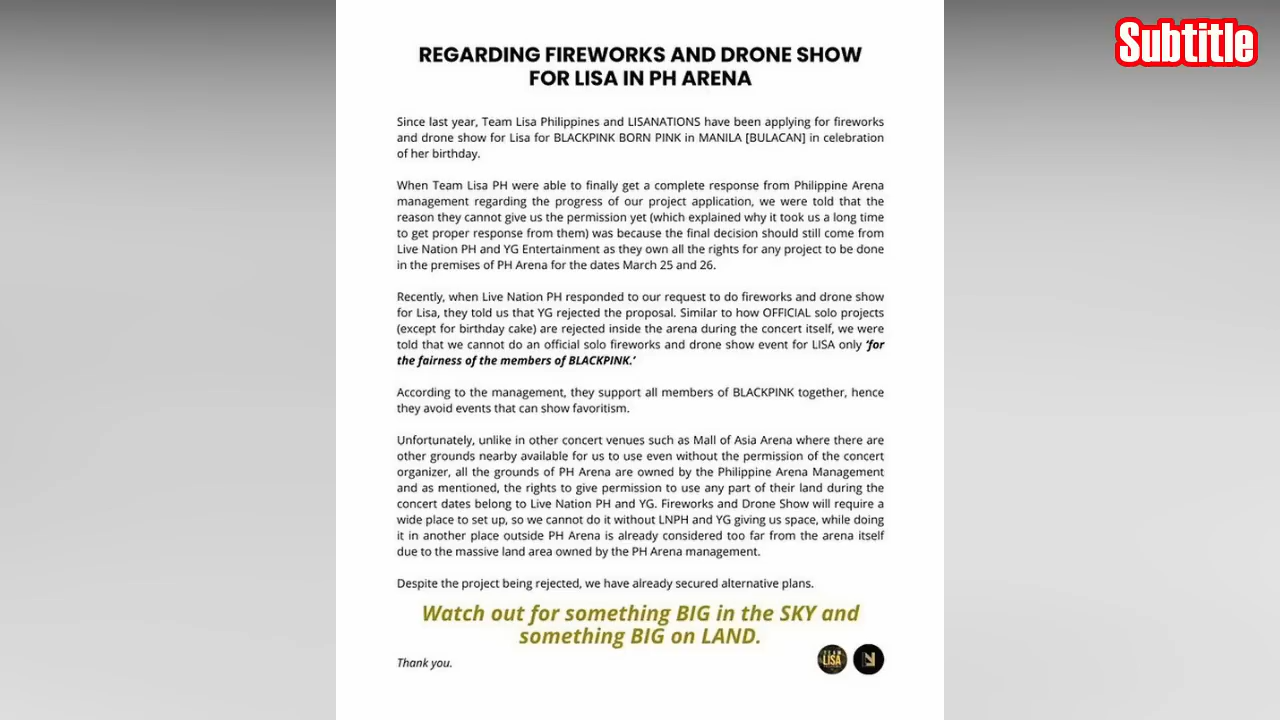 Subtitle
REGARDING FIREWORKS AND DRONE SHOW
FOR LISA IN PH ARENA
Since last year, Team Lisa Philippines and LISANATIONS have been applying for fireworks
and drone show for Lisa for BLACKPINK BORN PINK in MANILA [BULACAN] in celebration
of her birthday.
When Team Lisa PH were able to finally get a complete response from Philippine Arena
management regarding the progress of our project application, we were told that the
reason they cannot give us the permission yet (which explained why it took us a long time
to get proper response from them) was because the final decision should still come from
Live Nation PH and YG Entertainment as they own all the rights for any project to be done
in the premises of PH Arena for the dates March 25 and 26.
Recently, when Live Nation PH responded to our request to do fireworks and drone show
for Lisa, they told us that YG rejected the proposal. Similar to how OFFICIAL solo projects
(except for birthday cake) are rejected inside the arena during the concert itself, we were
told that we cannot do an official solo fireworks and drone show event for LISA only 'for
the fairness of the members of BLACKPINK.'
According to the management, they support all members of BLACKPINK together, hence
they avoid events that can show favoritism.
Unfortunately, unlike in other concert venues such as Mall of Asia Arena where there are
other grounds nearby available for us to use even without the permission of the concert
organizer, all the grounds of PH Arena are owned by the Philippine Arena Management
and as mentioned, the rights to give permission to use any part of their land during the
concert dates belong to Live Nation PH and YG. Fireworks and Drone Show will require a
wide place to set up, so we cannot do it without LNPH and YG giving us space, while doing
it in another place outside PH Arena is already considered too far from the arena itself
due to the massive land area owned by the PH Arena management.
Despite the project being rejected, we have already secured alternative plans.
Watch out for something BIG in the SKY and
something BIG on LAND.
Thank you.
TEAM
LISA